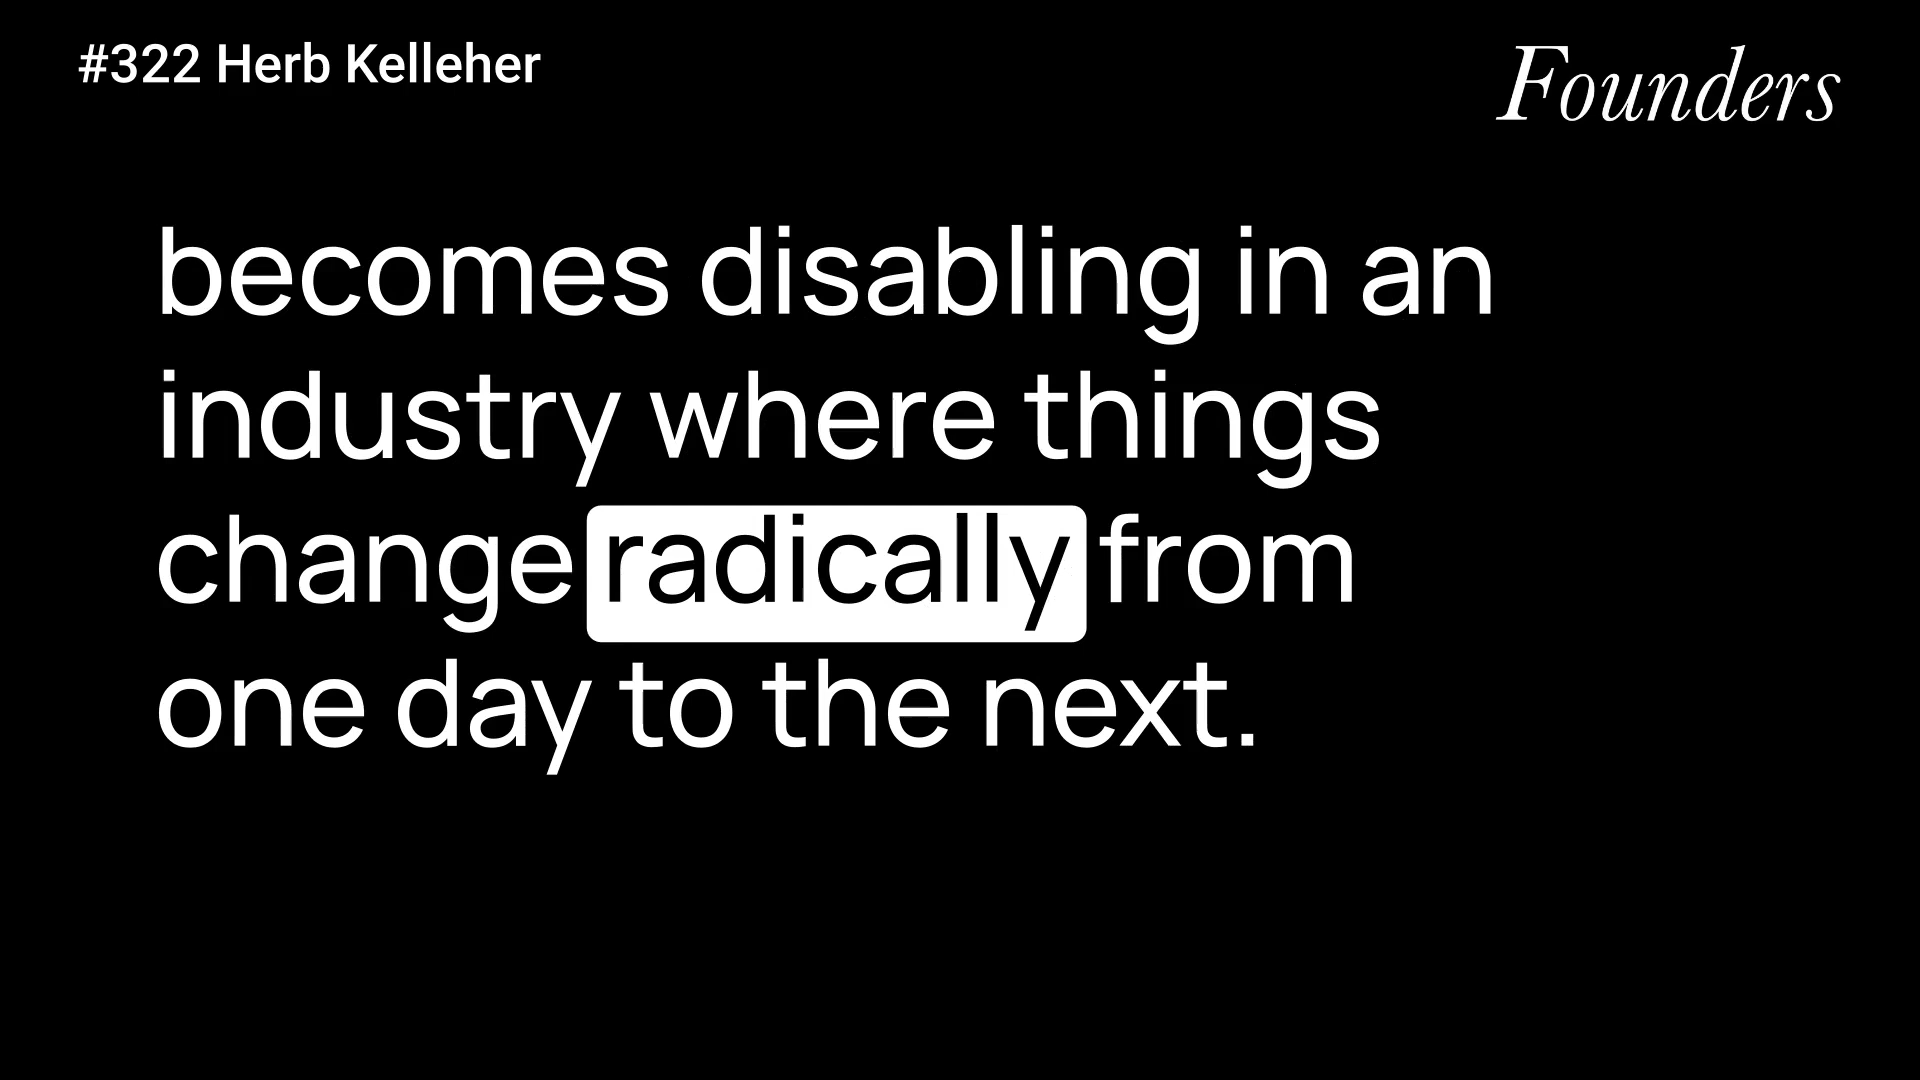 #322 Herb Kelleher
Founders
becomes disabling in an
industry where things
change radically from
one day to the next.